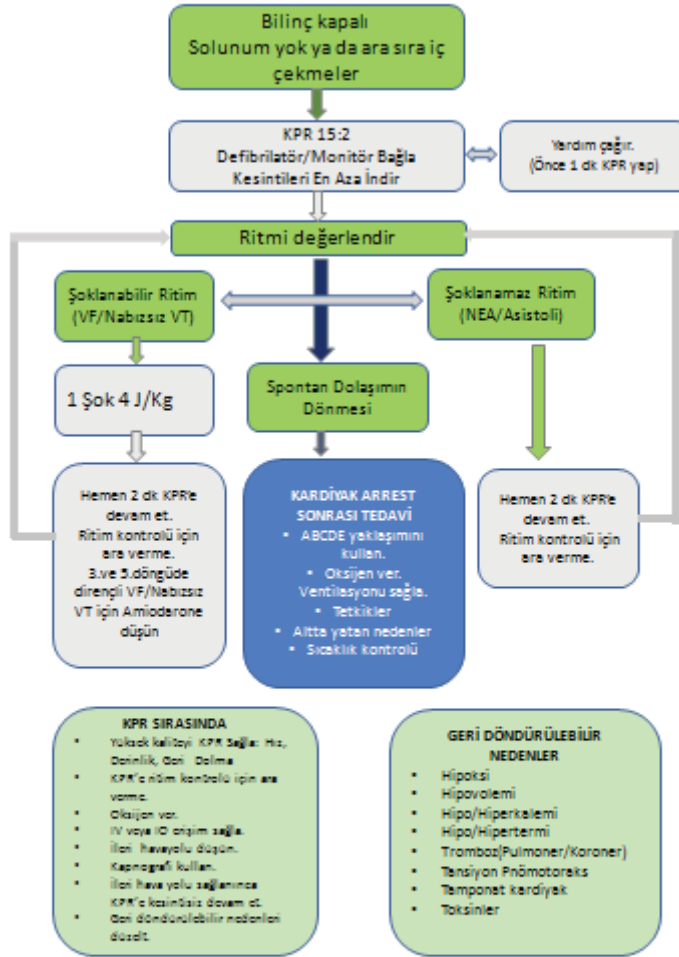 Bilinç kapalı
Solunum yok ya da ara sıra iç
çekmeler
KPR 15:2
Defibrilatör/Monitör Bağla
Kesintileri En Aza İndir
Yardım çağır.
(Önce 1 dk KPR yap)
Ritmi değerlendir
Şoklanabilir Ritim
(VF/Nabızsız VT)
Şoklanamaz Ritim
(NEA/Asistoli)
1 Şok 4 J/Kg
Spontan Dolaşımın
Dönmesi
Hemen 2 dk KPR'e
devam et.
Ritim kontrolü için
ara verme.
3.ve 5.döngüde
dirençli VF/Nabızsız
VT için Amiodarone
düşün
KARDİYAK ARREST
SONRASI TEDAVİ
• ABCDE yaklaşımını
kullan.
• Oksijen ver.
Ventilasyonu sağla.
• Tetkikler
• Altta yatan nedenler
• Sıcaklık kontrolü
Hemen 2 dk KPR'e
devam et.
Ritim kontrolü için
ara verme.
KPR SIRASINDA
• Yüksek kaliteyi KPR Sağla: Hız,
Derinlik, Geri Dolma
• KPR'e ritim kontrolü için ara
verme.
• Oksijen ver.
• IV veya IO erişim sağla.
• İleri havayolu düşün.
• Kapnografi kullan.
• İleri hava yolu sağlanınca
KPR'e kesintisiz devam et.
• Geri döndürülebilir nedenleri
düzelt.
GERİ DÖNDÜRÜLEBİLİR
NEDENLER
• Hipoksi
• Hipovolemi
• Hipo/Hiperkalemi
• Hipo/Hipertermi
• Tromboz(Pulmoner/Koroner)
• Tansiyon Pnömotoraks
• Tamponat kardiyak
• Toksinler